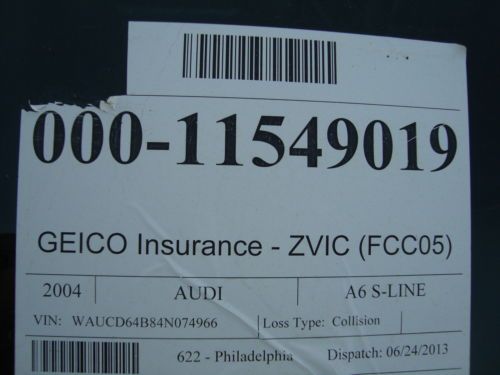 000-11549019
GEICO Insurance - ZVIC (FCC05)
2004 AUDI A6 S-LINE
VIN: WAUCD64B84N074966 Loss Type: Collision
622 - Philadelphia Dispatch: 06/24/2013